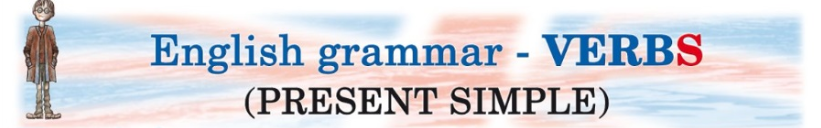 English grammar - VERBS
(PRESENT SIMPLE)